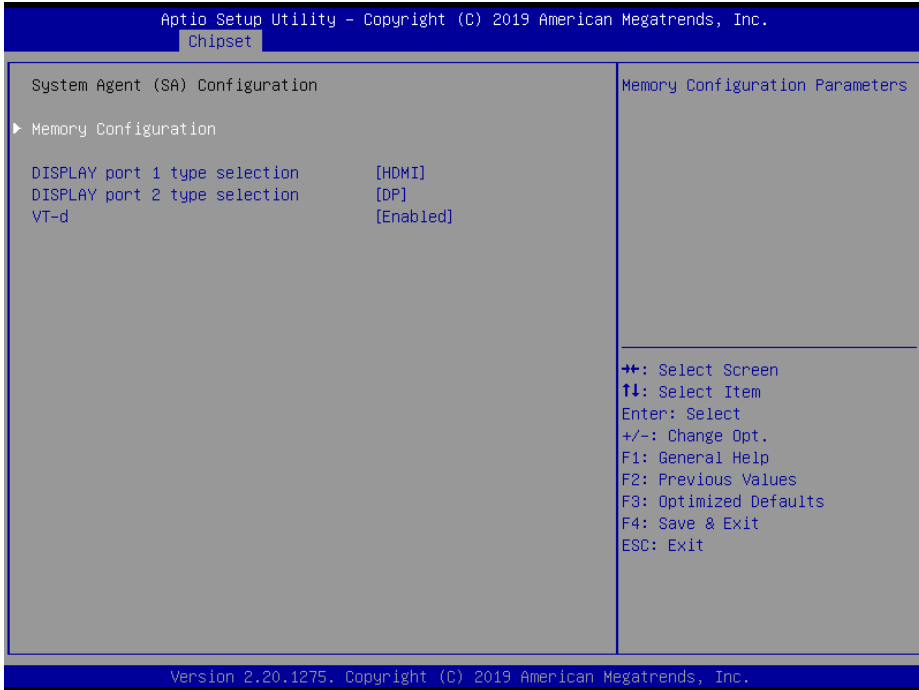 Aptio Setup Utility – Copyright (C) 2019 American Megatrends, Inc.
Chipset
System Agent (SA) Configuration
Memory Configuration
DISPLAY port 1 type selection [HDMI]
DISPLAY port 2 type selection [DP]
VT-d [Enabled]
Memory Configuration Parameters
→←: Select Screen
↑↓: Select Item
Enter: Select
+/-: Change Opt.
F1: General Help
F2: Previous Values
F3: Optimized Defaults
F4: Save & Exit
ESC: Exit
Version 2.20.1275. Copyright (C) 2019 American Megatrends, Inc.